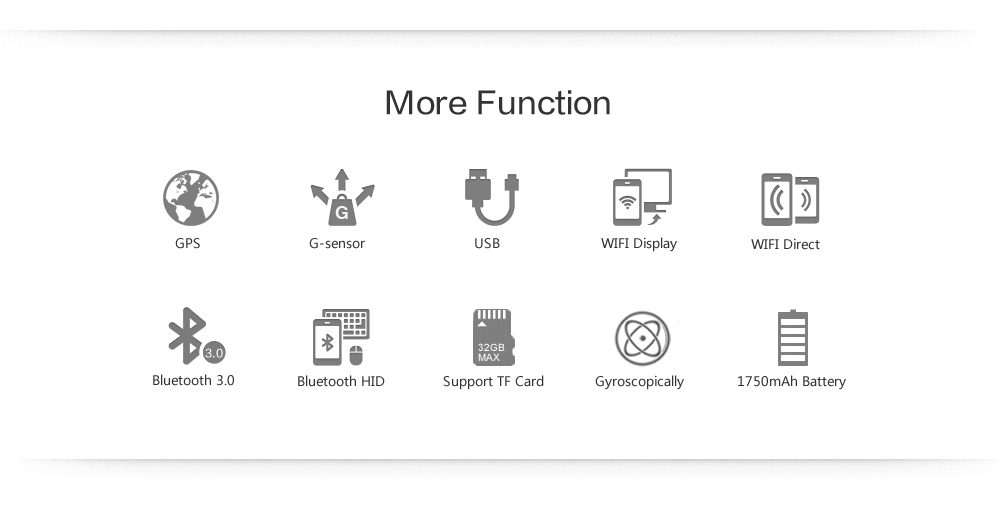 More Function
G
GPS
G-sensor
USB
WIFI Display
WIFI Direct
3.0
32GB
MAX
Bluetooth 3.0
Bluetooth HID
Support TF Card
Gyroscopically
1750mAh Battery